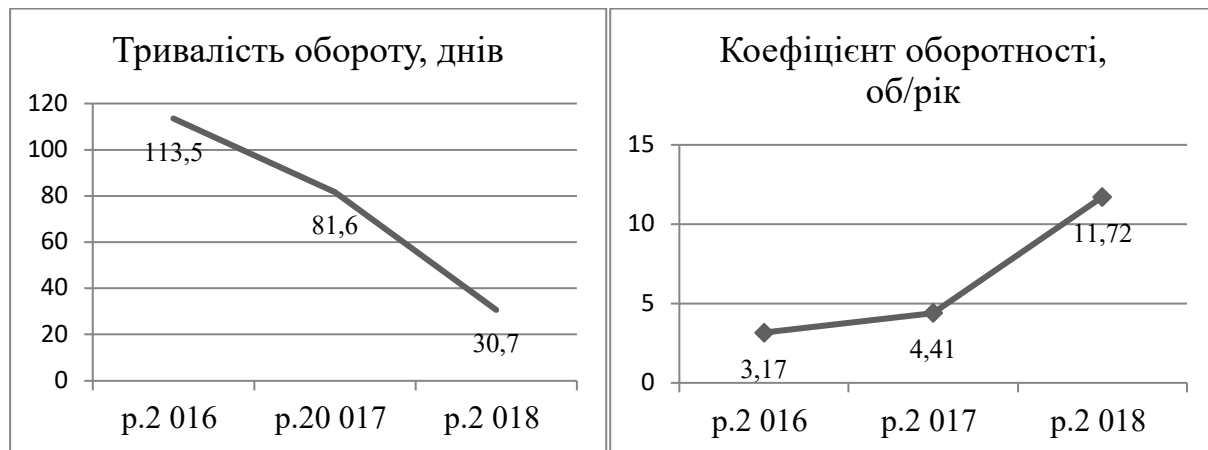 Тривалість обороту, днів
120
100
80
60
40
20
0
113,5
81,6
30,7
р.2 016
р.20 017
р.2 018
Коефіцієнт оборотності,
об/рік
15
10
5
0
3,17
4,41
11,72
р.2 016
р.2 017
р.2 018